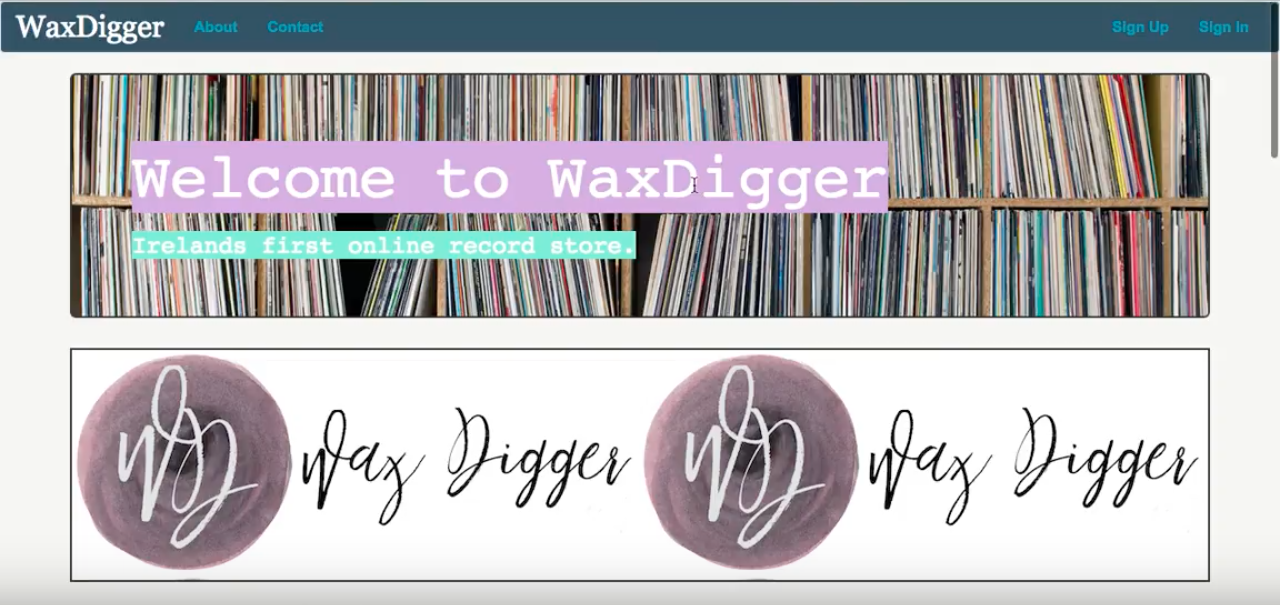 WaxDigger About Contact Sign Up Sign In
Welcome to WaxDigger
Irelands first online record store.
WD Wax Digger WD Wax Digger